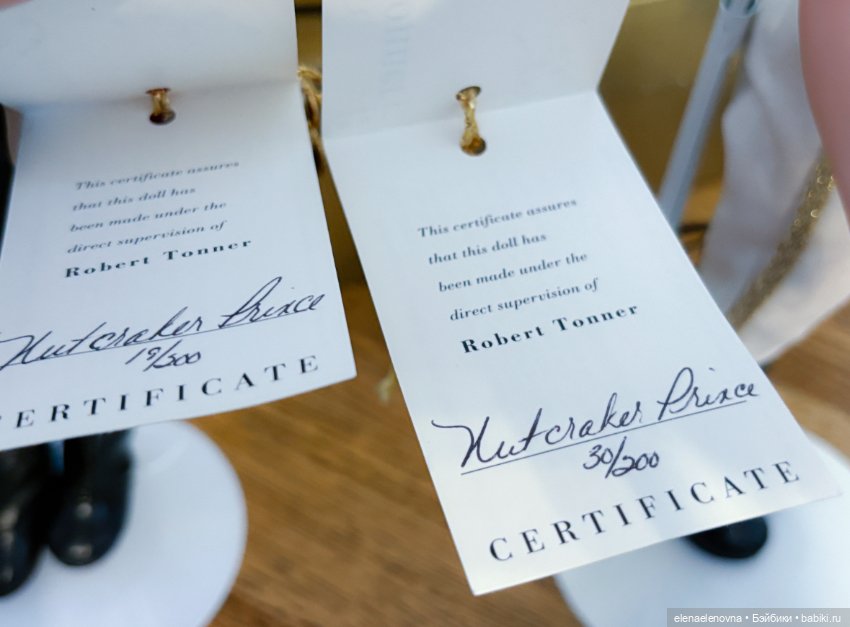 This certificate assures
that this doll has
been made under the
direct supervision of
Robert Tonner
Nutcraker Prince
19/200
ERTIFICATE
This certificate assures
that this doll has
been made under the
direct supervision of
Robert Tonner
Nutcraker Prince
30/200
CERTIFICATE
elenaelenovna • Бэйбики • babiki.ru